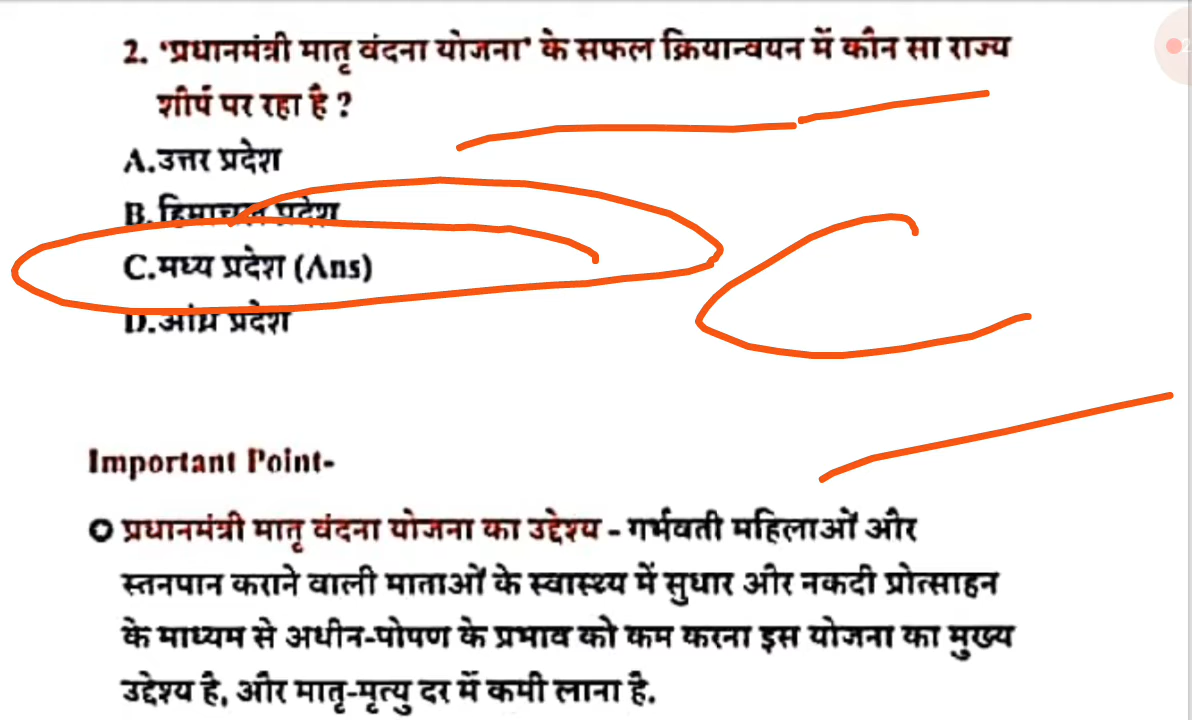 2. 'प्रधानमंत्री मातृ वंदना योजना' के सफल क्रियान्वयन में कौन सा राज्य
शीर्ष पर रहा है ?
A.उत्तर प्रदेश
B.हिमाचल प्रदेश
C.मध्य प्रदेश (Ans)
D.आंध्र प्रदेश
Important Point-
प्रधानमंत्री मातृ वंदना योजना का उद्देश्य - गर्भवती महिलाओं और
स्तनपान कराने वाली माताओं के स्वास्थ्य में सुधार और नकदी प्रोत्साहन
के माध्यम से अधीन-पोषण के प्रभाव को कम करना इस योजना का मुख्य
उद्देश्य है, और मातृ-मृत्यु दर में कमी लाना है.